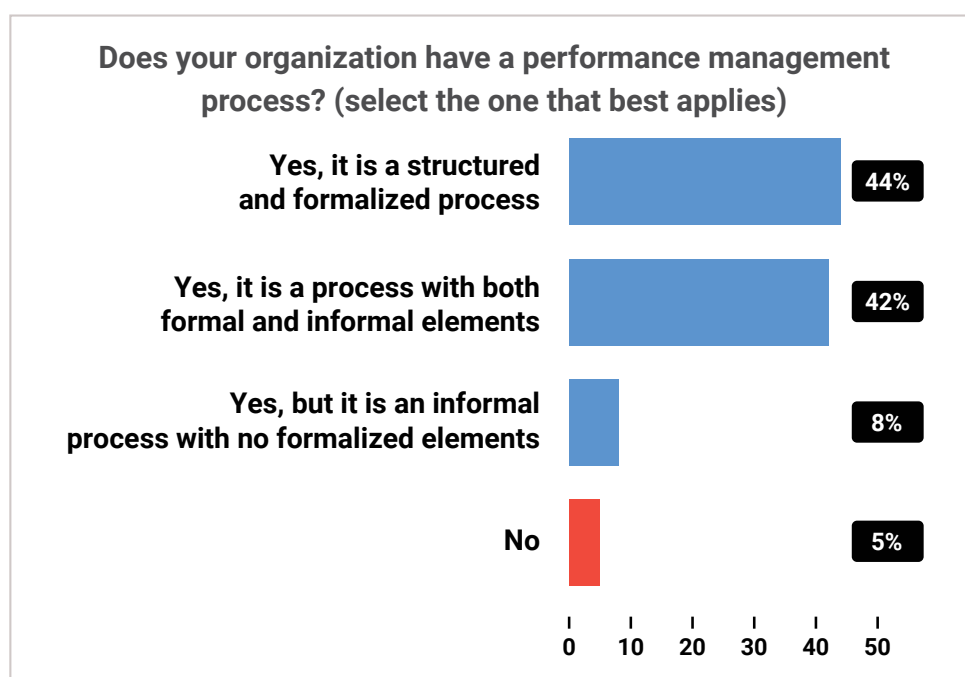 Does your organization have a performance management
process? (select the one that best applies)
Yes, it is a structured
and formalized process
44%
Yes, it is a process with both
formal and informal elements
42%
Yes, but it is an informal
process with no formalized elements
8%
No
5%
0 10 20 30 40 50